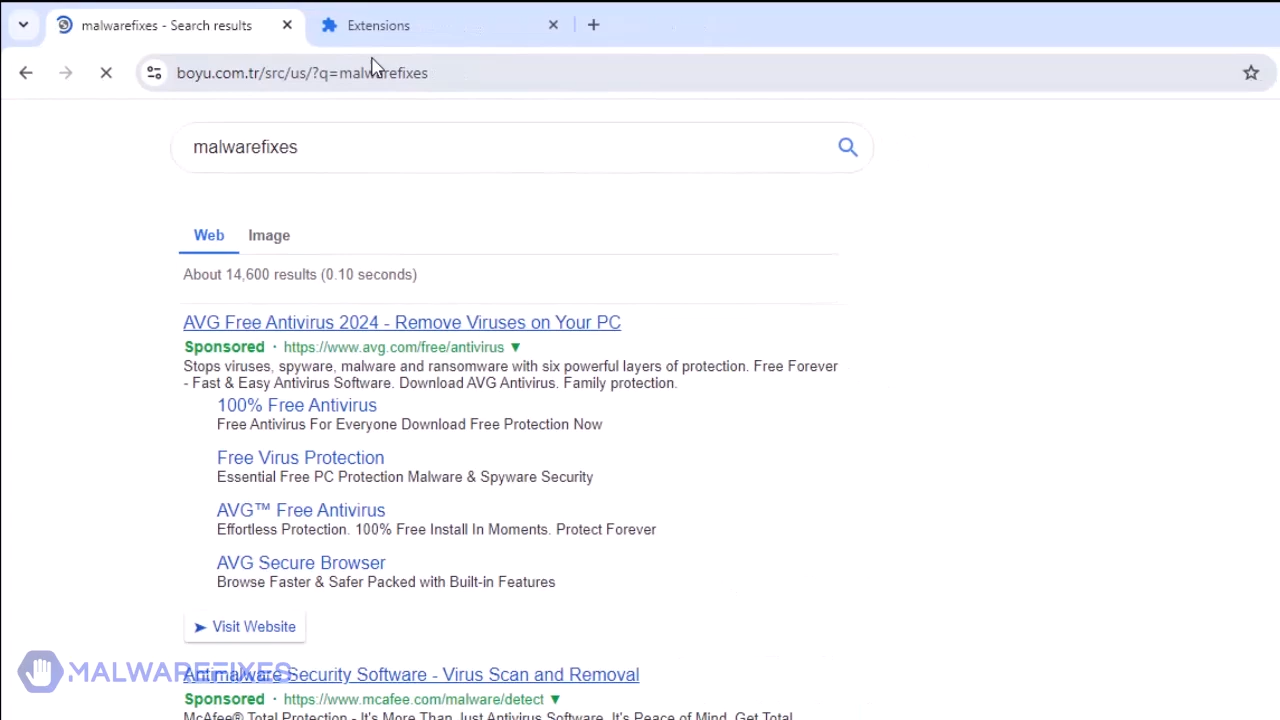 malwarefixes - Search results
Extensions
boyu.com.tr/src/us/?q=malwarefixes
malwarefixes
Web
Image
About 14,600 results (0.10 seconds)
AVG Free Antivirus 2024 - Remove Viruses on Your PC
Sponsored · https://www.avg.com/free/antivirus ▼
Stops viruses, spyware, malware and ransomware with six powerful layers of protection. Free Forever
- Fast & Easy Antivirus Software. Download AVG Antivirus. Family protection.
100% Free Antivirus
Free Antivirus For Everyone Download Free Protection Now
Free Virus Protection
Essential Free PC Protection Malware & Spyware Security
AVG™ Free Antivirus
Effortless Protection. 100% Free Install In Moments. Protect Forever
AVG Secure Browser
Browse Faster & Safer Packed with Built-in Features
➤ Visit Website
MALWAREFIXES
Antimalware Security Software - Virus Scan and Removal
Sponsored · https://www.mcafee.com/malware/detect ▼
McAfee® Total Protection - It's More Than Just Antivirus Software. It's Peace of Mind. Get Total